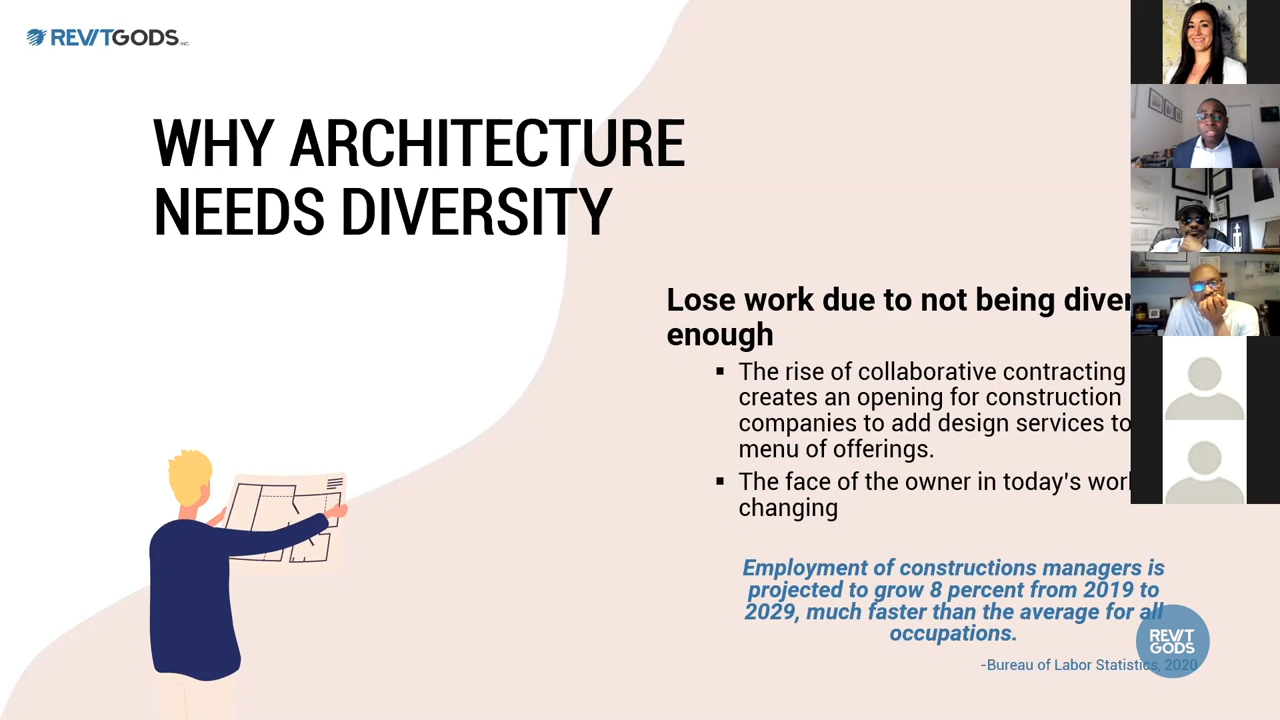 REVITGODS INC.
WHY ARCHITECTURE
NEEDS DIVERSITY
Lose work due to not being diver
enough
▪ The rise of collaborative contracting
creates an opening for construction
companies to add design services to
menu of offerings.
▪ The face of the owner in today's worl
changing
Employment of constructions managers is
projected to grow 8 percent from 2019 to
2029, much faster than the average for all
occupations.
-Bureau of Labor Statistics, 2020
REVIT
GODS